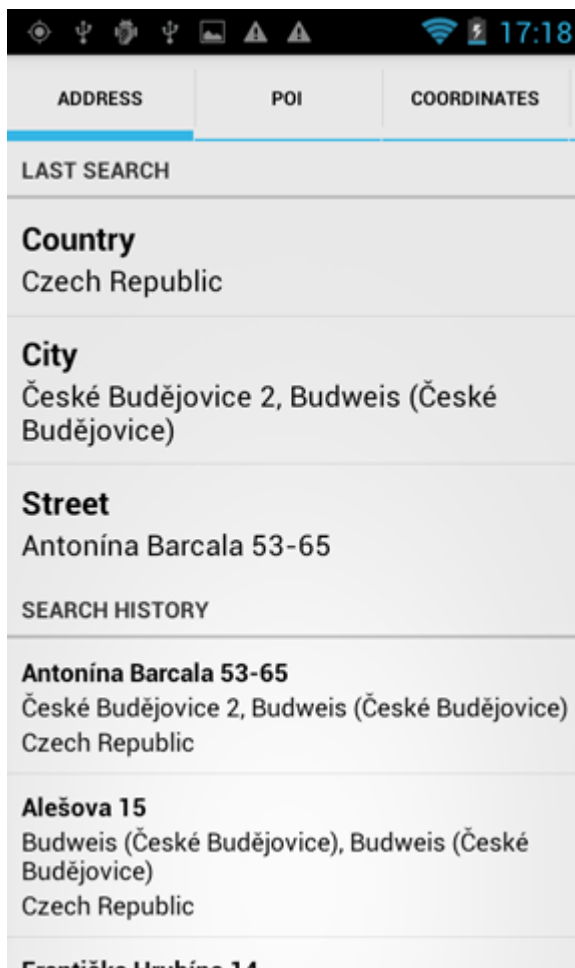 17:18
ADDRESS POI COORDINATES
LAST SEARCH
Country
Czech Republic
City
České Budějovice 2, Budweis (České
Budějovice)
Street
Antonína Barcala 53-65
SEARCH HISTORY
Antonína Barcala 53-65
České Budějovice 2, Budweis (České Budějovice)
Czech Republic
Alešova 15
Budweis (České Budějovice), Budweis (České
Budějovice)
Czech Republic